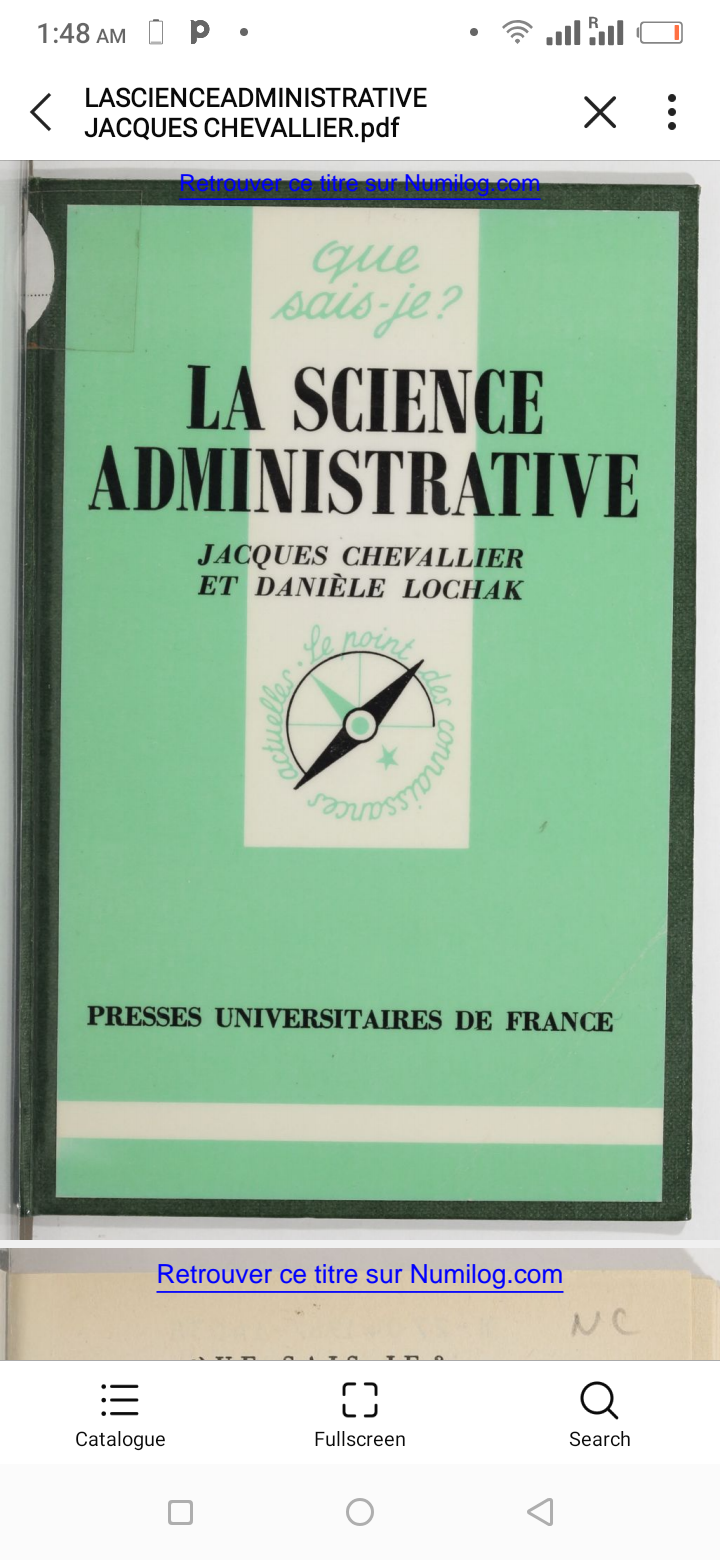 1:48 AM
R
LASCIENCEADMINISTRATIVE
JACQUES CHEVALLIER.pdf
Retrouver ce titre sur Numilog.com
que
sais-je?
LA SCIENCE
ADMINISTRATIVE
JACQUES CHEVALLIER
ET DANIÈLE LOCHAK
Le point des connaissances actuelles
PRESSES UNIVERSITAIRES DE FRANCE
Retrouver ce titre sur Numilog.com
NC
Catalogue
Fullscreen
Search